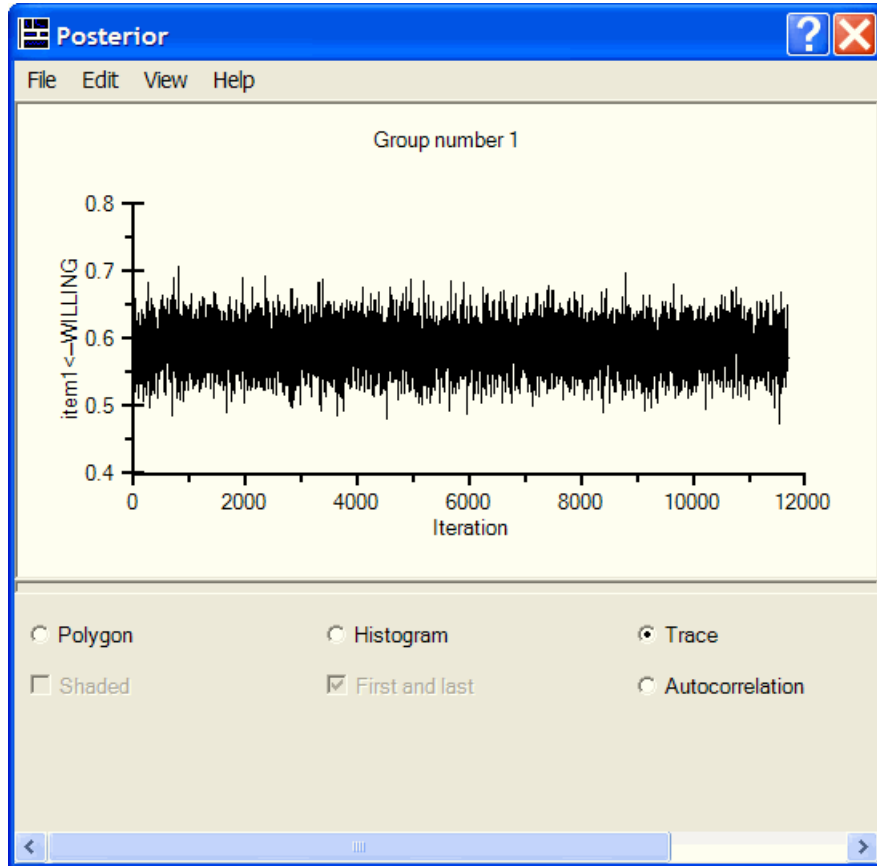 Posterior
File Edit View Help
Group number 1
item1<--WILLING
0.8
0.7
0.6
0.5
0.4
0 2000 4000 6000 8000 10000 12000
Iteration
Polygon Histogram Trace
Shaded First and last Autocorrelation